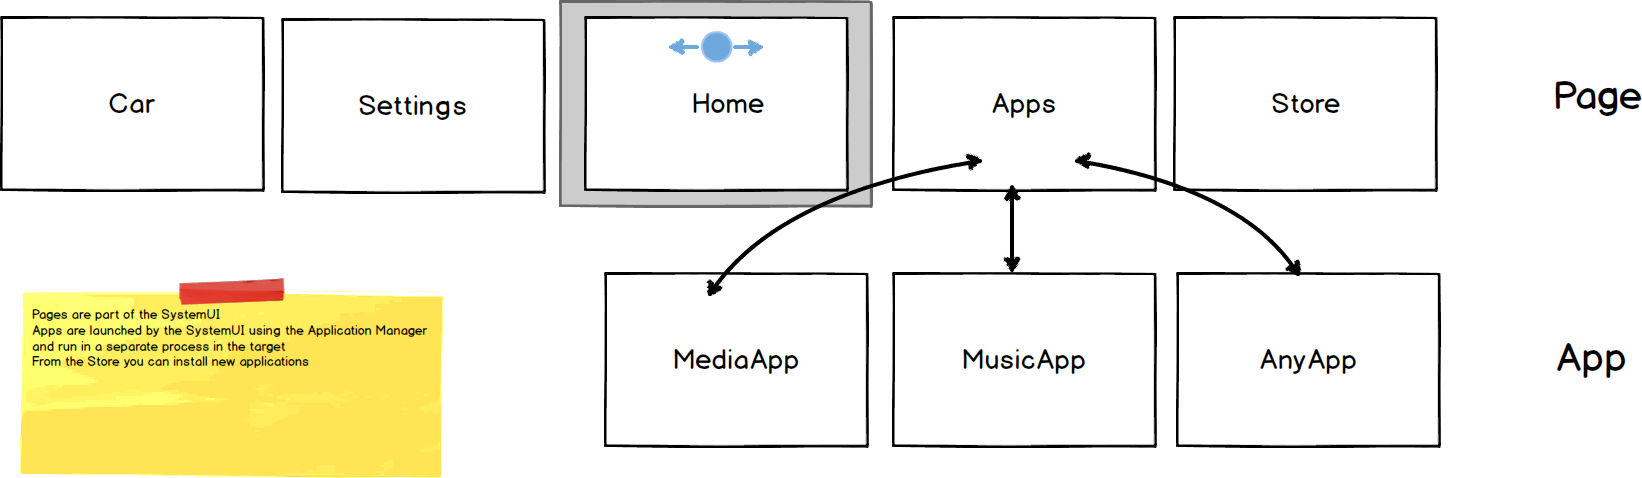 Car
Settings
Home
Apps
Store
Page
Pages are part of the SystemUI
Apps are launched by the SystemUI using the Application Manager
and run in a separate process in the target
From the Store you can install new applications
MediaApp
MusicApp
AnyApp
App